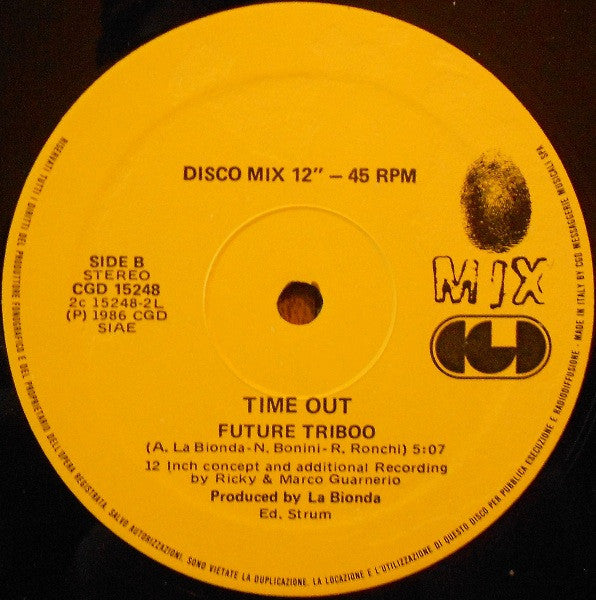 DISCO MIX 12" – 45 RPM
MIX
CGD
SIDE B
STEREO
CGD 15248
2c 15248-2L
(P) 1986 CGD
SIAE
TIME OUT
FUTURE TRIBOO
(A. La Bionda-N. Bonini-R. Ronchi) 5:07
12 Inch concept and additional Recording
by Ricky & Marco Guarnerio
Produced by La Bionda
Ed. Strum
RISERVATI TUTTI I DIRITTI DEL PRODUTTORE FONOGRAFICO E DEL PROPRIETARIO DELL'OPERA REGISTRATA. SALVO AUTORIZZAZIONI, SONO VIETATE LA DUPLICAZIONE, LA LOCAZIONE E L'UTILIZZAZIONE DI QUESTO DISCO PER PUBBLICA ESECUZIONE E RADIODIFFUSIONE . MADE IN ITALY BY CGD MESSAGGERIE MUSICALI SPA